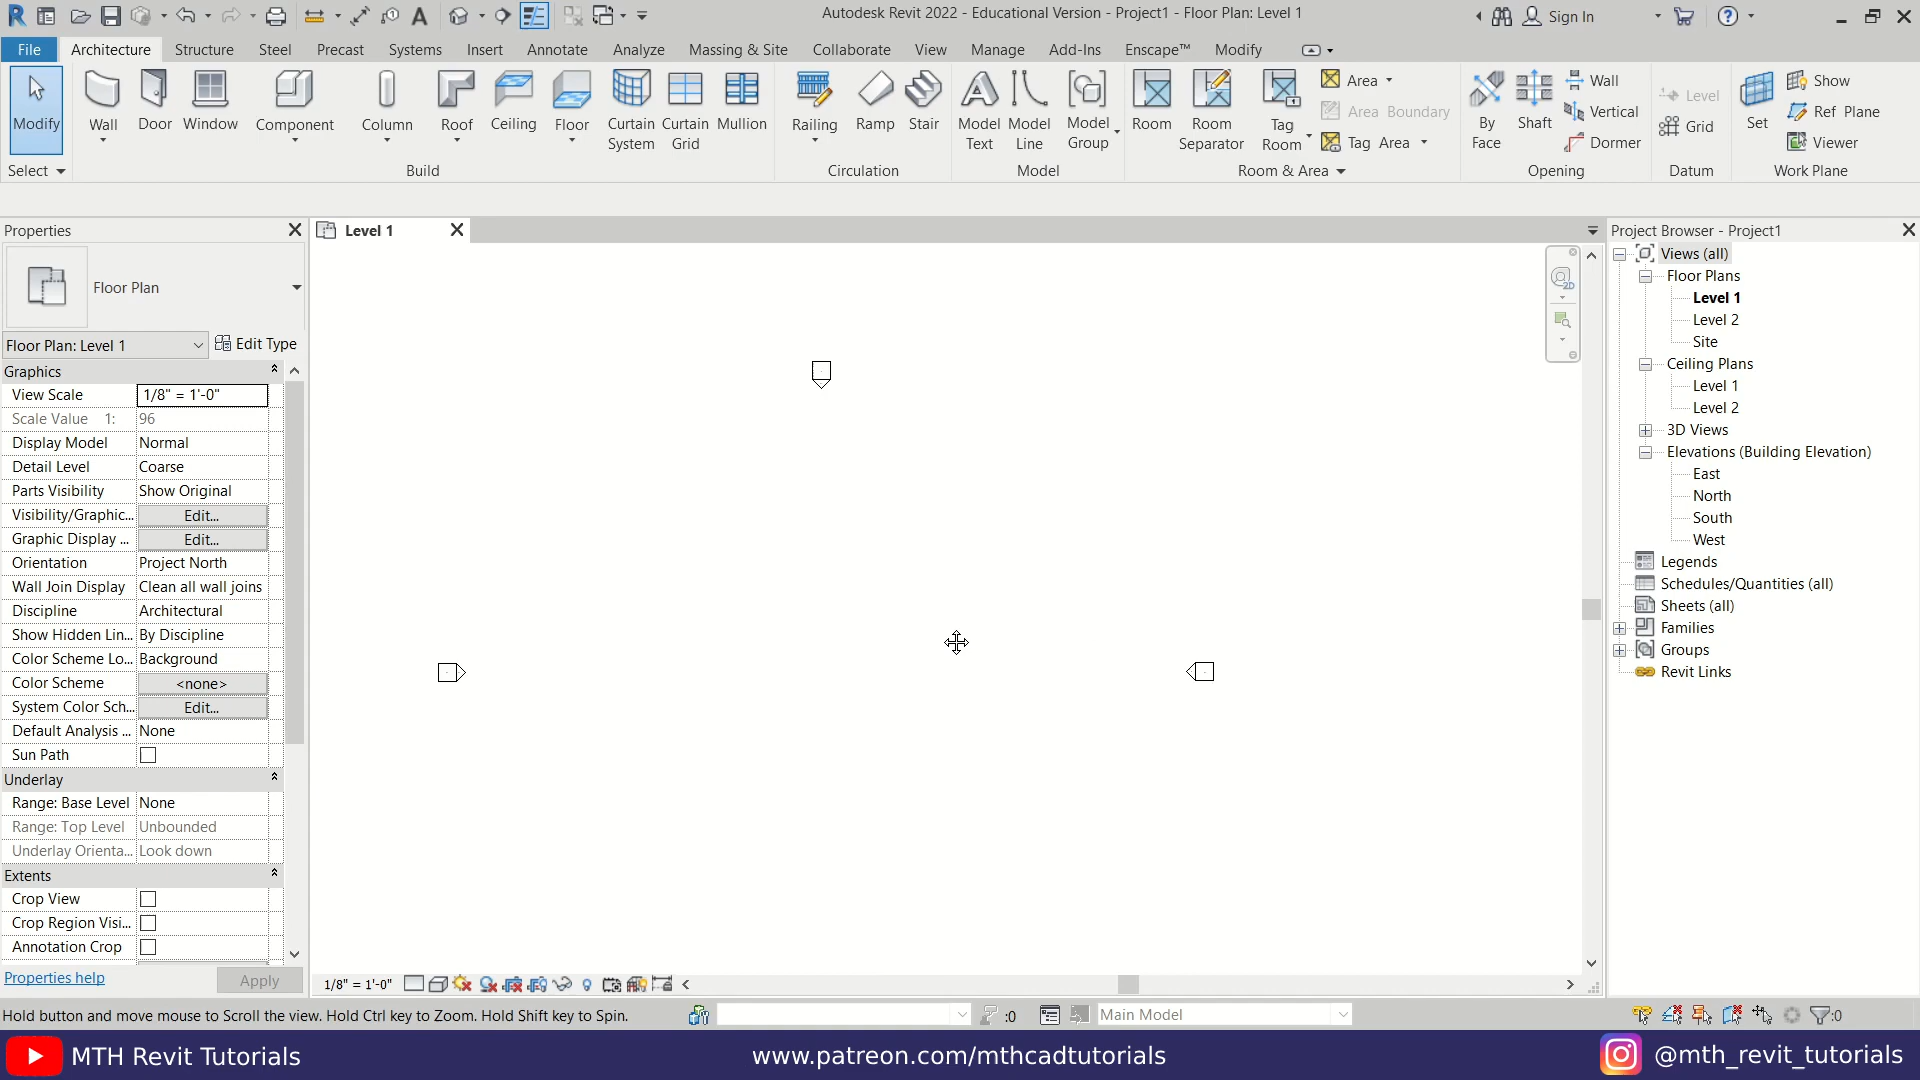 Autodesk Revit 2022 - Educational Version - Project1 - Floor Plan: Level 1
Sign In
File
Architecture
Structure
Steel
Precast
Systems
Insert
Annotate
Analyze
Massing & Site
Collaborate
View
Manage
Add-Ins
Enscape™
Modify
Modify
Wall
Door
Window
Component
Column
Roof
Ceiling
Floor
Curtain
System
Curtain
Grid
Mullion
Railing
Ramp
Stair
Model
Text
Model
Line
Model
Group
Room
Room
Separator
Tag
Room
Area
Area Boundary
Tag Area
By
Face
Shaft
Wall
Vertical
Dormer
Level
Grid
Set
Show
Ref Plane
Viewer
Select
Build
Circulation
Model
Room & Area
Opening
Datum
Work Plane
Properties
Floor Plan
Floor Plan: Level 1
Edit Type
Graphics
View Scale 1/8" = 1'-0"
Scale Value 1: 96
Display Model Normal
Detail Level Coarse
Parts Visibility Show Original
Visibility/Graphic... Edit...
Graphic Display ... Edit...
Orientation Project North
Wall Join Display Clean all wall joins
Discipline Architectural
Show Hidden Lin... By Discipline
Color Scheme Lo... Background
Color Scheme <none>
System Color Sch... Edit...
Default Analysis ... None
Sun Path
Underlay
Range: Base Level None
Range: Top Level Unbounded
Underlay Orienta... Look down
Extents
Crop View
Crop Region Visi...
Annotation Crop
Properties help
Apply
Level 1
2D
1/8" = 1'-0"
Project Browser - Project1
Views (all)
Floor Plans
Level 1
Level 2
Site
Ceiling Plans
Level 1
Level 2
3D Views
Elevations (Building Elevation)
East
North
South
West
Legends
Schedules/Quantities (all)
Sheets (all)
Families
Groups
Revit Links
Hold button and move mouse to Scroll the view. Hold Ctrl key to Zoom. Hold Shift key to Spin.
:0
Main Model
:0
MTH Revit Tutorials
www.patreon.com/mthcadtutorials
@mth_revit_tutorials